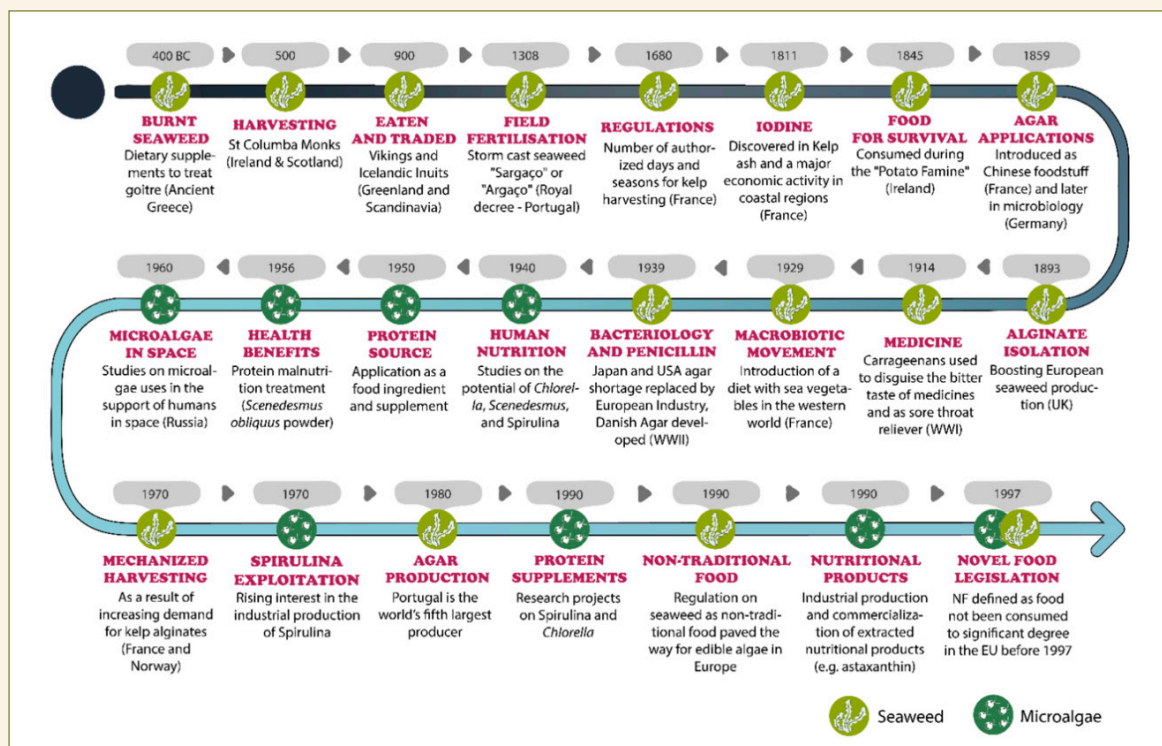 400 BC
500
900
1308
1680
1811
1845
1859
BURNT
SEAWEED
Dietary supple-
ments to treat
goitre (Ancient
Greece)
HARVESTING
St Columba Monks
(Ireland & Scotland)
EATEN
AND TRADED
Vikings and
Icelandic Inuits
(Greenland and
Scandinavia)
FIELD
FERTILISATION
Storm cast seaweed
"Sargaço" or
"Argaço" (Royal
decree - Portugal)
REGULATIONS
Number of author-
ized days and
seasons for kelp
harvesting (France)
IODINE
Discovered in Kelp
ash and a major
economic activity in
coastal regions
(France)
FOOD
FOR SURVIVAL
Consumed during
the "Potato Famine"
(Ireland)
AGAR
APPLICATIONS
Introduced as
Chinese foodstuff
(France) and later
in microbiology
(Germany)
1960
1956
1950
1940
1939
1929
1914
1893
MICROALGAE
IN SPACE
Studies on microal-
gae uses in the
support of humans
in space (Russia)
HEALTH
BENEFITS
Protein malnutri-
tion treatment
(Scenedesmus
obliquus powder)
PROTEIN
SOURCE
Application as a
food ingredient
and supplement
HUMAN
NUTRITION
Studies on the
potential of Chlorel-
la, Scenedesmus,
and Spirulina
BACTERIOLOGY
AND PENICILLIN
Japan and USA agar
shortage replaced by
European Industry,
Danish Agar devel-
oped (WWII)
MACROBIOTIC
MOVEMENT
Introduction of a
diet with sea vegeta-
bles in the western
world (France)
MEDICINE
Carrageenans used
to disguise the bitter
taste of medicines
and as sore throat
reliever (WWI)
ALGINATE
ISOLATION
Boosting European
seaweed produc-
tion (UK)
1970
1970
1980
1990
1990
1990
1997
MECHANIZED
HARVESTING
As a result of
increasing demand
for kelp alginates
(France and
Norway)
SPIRULINA
EXPLOITATION
Rising interest in the
industrial production
of Spirulina
AGAR
PRODUCTION
Portugal is the
world's fifth largest
producer
PROTEIN
SUPPLEMENTS
Research projects
on Spirulina and
Chlorella
NON-TRADITIONAL
FOOD
Regulation on
seaweed as non-tradi-
tional food paved the
way for edible algae in
Europe
NUTRITIONAL
PRODUCTS
Industrial production
and commercializa-
tion of extracted
nutritional products
(e.g. astaxanthin)
NOVEL FOOD
LEGISLATION
NF defined as food
not been consumed
to significant degree
in the EU before 1997
Seaweed
Microalgae